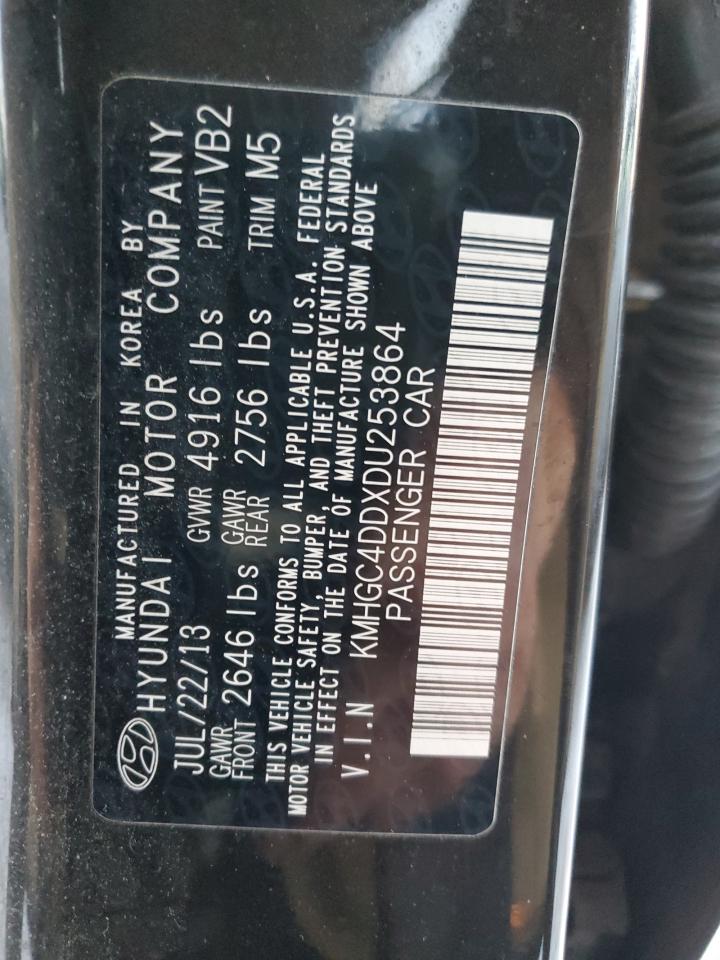 MANUFACTURED IN KOREA BY
HYUNDAI MOTOR COMPANY
JUL/22/13 GVWR 4916 lbs PAINT VB2
GAWR FRONT 2646 lbs GAWR REAR 2756 lbs TRIM M5
THIS VEHICLE CONFORMS TO ALL APPLICABLE U.S.A. FEDERAL
MOTOR VEHICLE SAFETY, BUMPER, AND THEFT PREVENTION STANDARDS
IN EFFECT ON THE DATE OF MANUFACTURE SHOWN ABOVE
V.I.N KMHGC4DDXDU253864
PASSENGER CAR